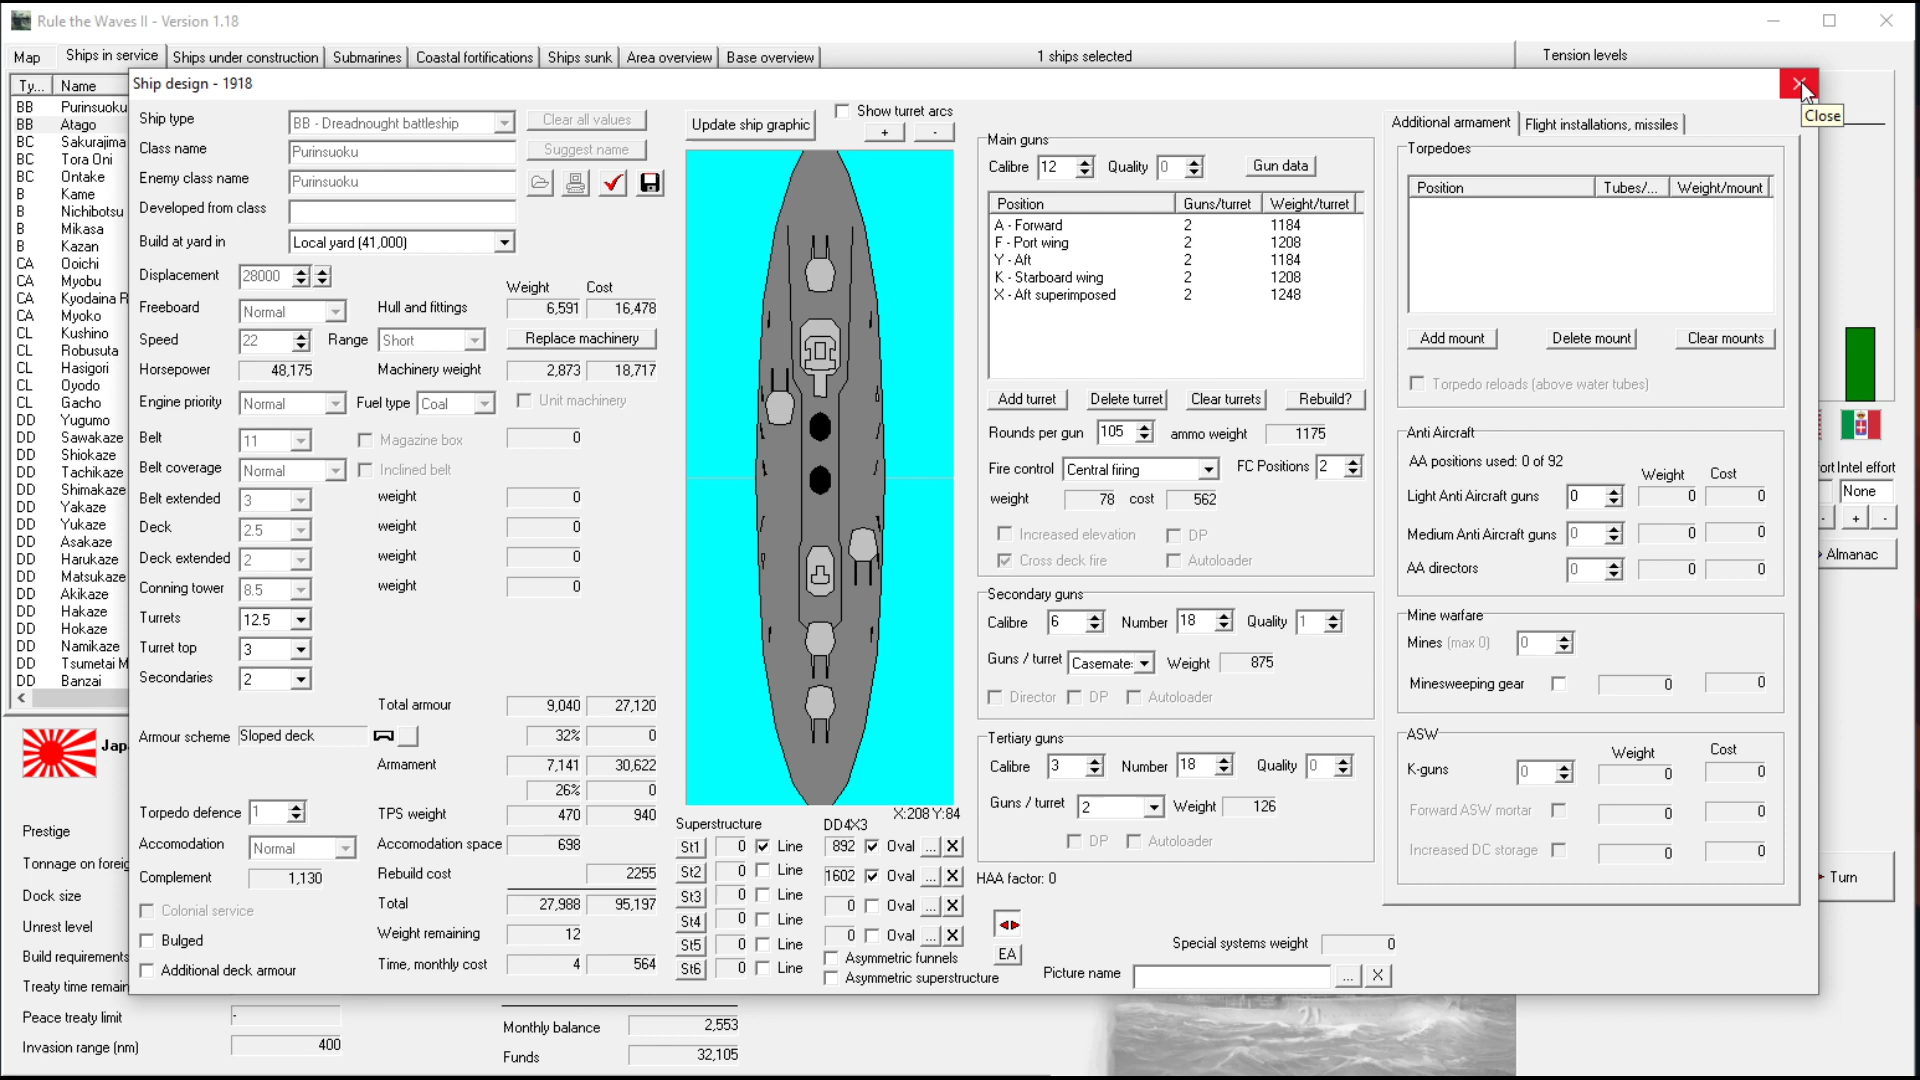 Rule the Waves II - Version 1.18
Map
Ships in service
Ships under construction
Submarines
Coastal fortifications
Ships sunk
Area overview
Base overview
1 ships selected
Tension levels
Ty...
Name
BB Purinsuoku
BB Atago
BC Sakurajima
BC Tora Oni
BC Ontake
B Kame
B Nichibotsu
B Mikasa
B Kazan
CA Ooichi
CA Myobu
CA Kyodaina R
CA Myoko
CL Kushino
CL Robusuta
CL Hasigori
CL Oyodo
CL Gacho
DD Yugumo
DD Sawakaze
DD Shiokaze
DD Tachikaze
DD Shimakaze
DD Yakaze
DD Yukaze
DD Asakaze
DD Harukaze
DD Matsukaze
DD Akikaze
DD Hakaze
DD Hokaze
DD Namikaze
DD Tsumetai M
DD Banzai
Jap
Prestige
Tonnage on foreig
Dock size
Unrest level
Build requirements
Treaty time remain
Peace treaty limit -
Invasion range (nm) 400
Monthly balance 2,553
Funds 32,105
Ship design - 1918
Close
Ship type BB - Dreadnought battleship Clear all values
Class name Purinsuoku Suggest name
Enemy class name Purinsuoku
Developed from class
Build at yard in Local yard (41,000)
Displacement 28000
Weight Cost
Freeboard Normal Hull and fittings 6,591 16,478
Speed 22 Range Short Replace machinery
Horsepower 48,175 Machinery weight 2,873 18,717
Engine priority Normal Fuel type Coal Unit machinery
Belt 11 Magazine box 0
Belt coverage Normal Inclined belt
Belt extended 3 weight 0
Deck 2.5 weight 0
Deck extended 2 weight 0
Conning tower 8.5 weight 0
Turrets 12.5
Turret top 3
Secondaries 2
Total armour 9,040 27,120
Armour scheme Sloped deck 32% 0
Armament 7,141 30,622
26% 0
Torpedo defence 1 TPS weight 470 940
Accomodation Normal Accomodation space 698
Complement 1,130 Rebuild cost 2255
Total 27,988 95,197
Colonial service
Weight remaining 12
Bulged
Time, monthly cost 4 564
Additional deck armour
Update ship graphic
Show turret arcs
+ -
X:208 Y:84
Superstructure DD4X3
St1 0 Line 892 Oval ... X
St2 0 Line 1602 Oval ... X
St3 0 Line 0 Oval ... X
St4 0 Line 0 Oval ... X
St5 0 Line
St6 0 Line
Asymmetric funnels
Asymmetric superstructure
Main guns
Calibre 12 Quality 0 Gun data
Position Guns/turret Weight/turret
A - Forward 2 1184
F - Port wing 2 1208
Y - Aft 2 1184
K - Starboard wing 2 1208
X - Aft superimposed 2 1248
Add turret Delete turret Clear turrets Rebuild?
Rounds per gun 105 ammo weight 1175
Fire control Central firing FC Positions 2
weight 78 cost 562
Increased elevation DP
Cross deck fire Autoloader
Secondary guns
Calibre 6 Number 18 Quality 1
Guns / turret Casemate: Weight 875
Director DP Autoloader
Tertiary guns
Calibre 3 Number 18 Quality 0
Guns / turret 2 Weight 126
DP Autoloader
HAA factor: 0
EA
Special systems weight 0
Picture name ... X
Additional armament
Flight installations, missiles
Torpedoes
Position Tubes/... Weight/mount
Add mount Delete mount Clear mounts
Torpedo reloads (above water tubes)
Anti Aircraft
AA positions used: 0 of 92
Weight Cost
Light Anti Aircraft guns 0 0 0
Medium Anti Aircraft guns 0 0 0
AA directors 0 0 0
Mine warfare
Mines (max 0) 0
Minesweeping gear 0 0
ASW
Weight Cost
K-guns 0 0 0
Forward ASW mortar 0 0
Increased DC storage 0 0
ort Intel effort
None
- + -
Almanac
Turn